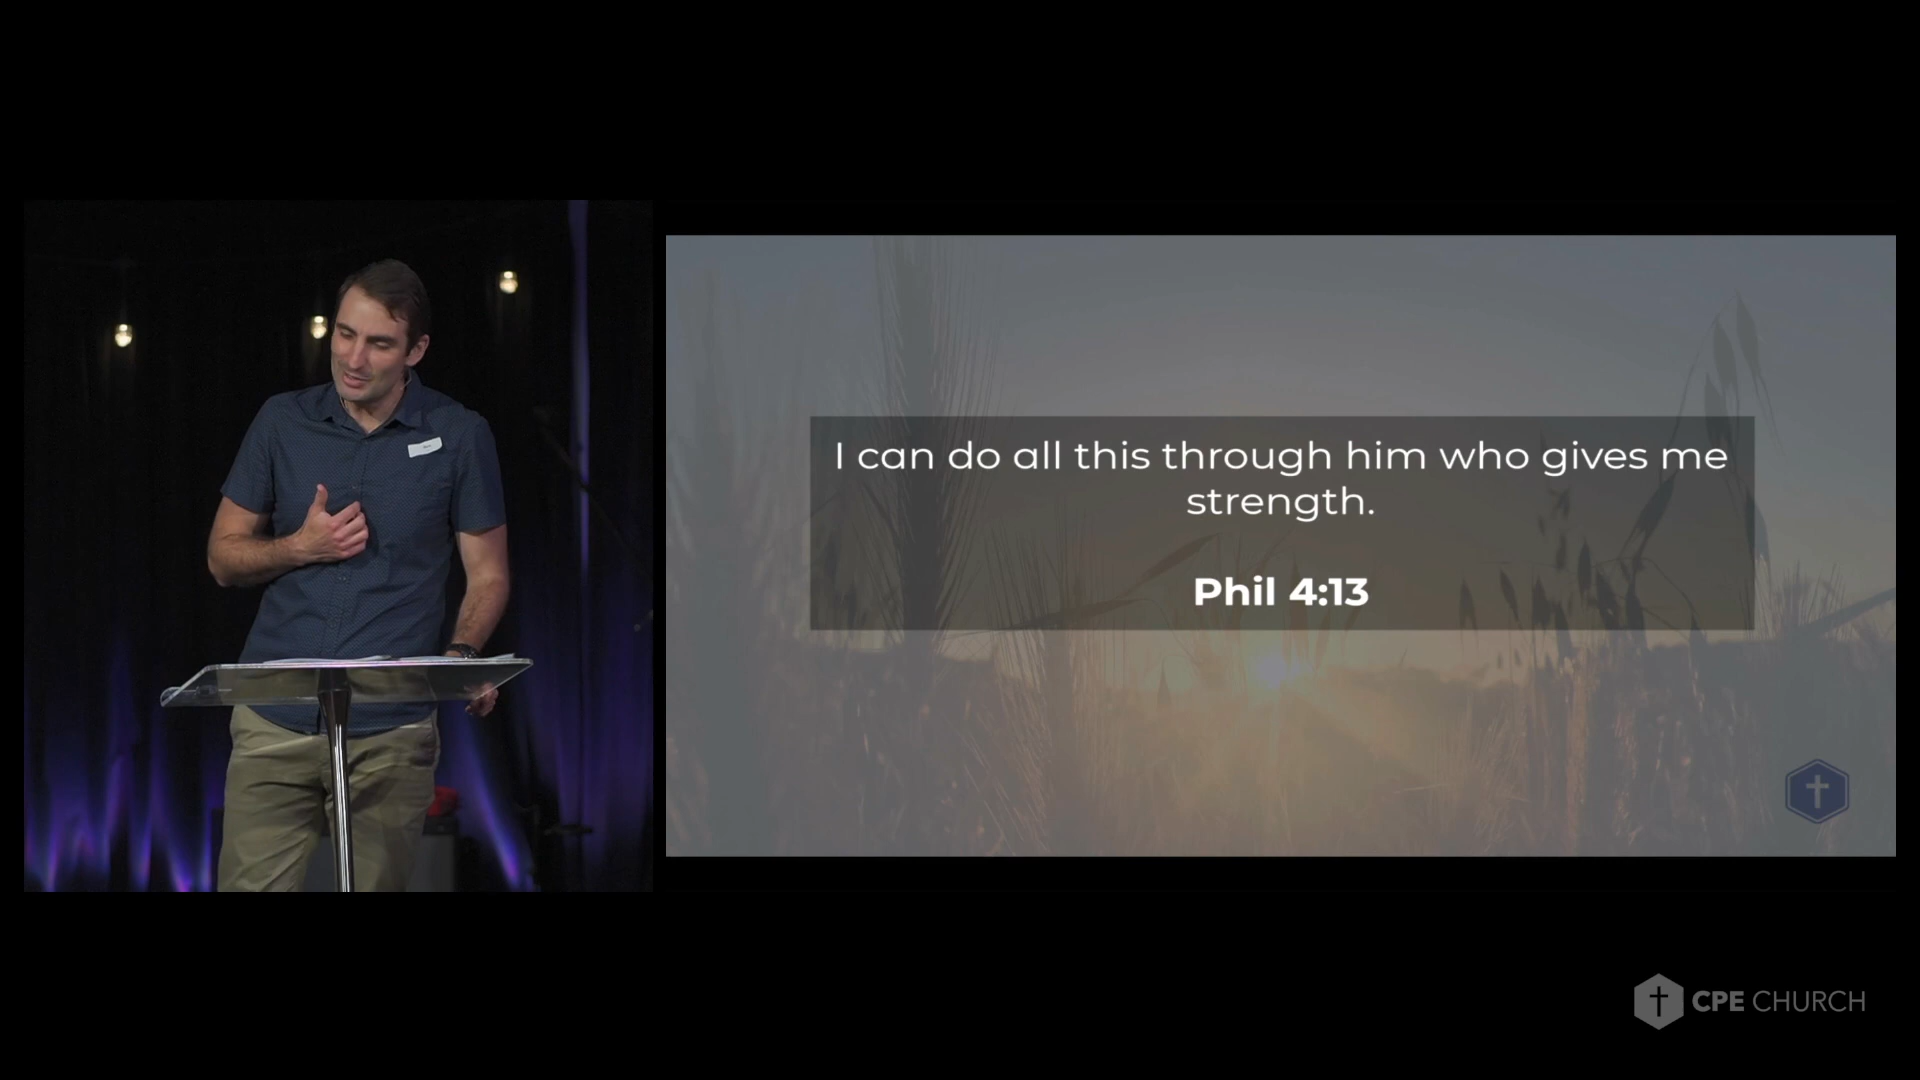 I can do all this through him who gives me
strength.
Phil 4:13
CPE CHURCH